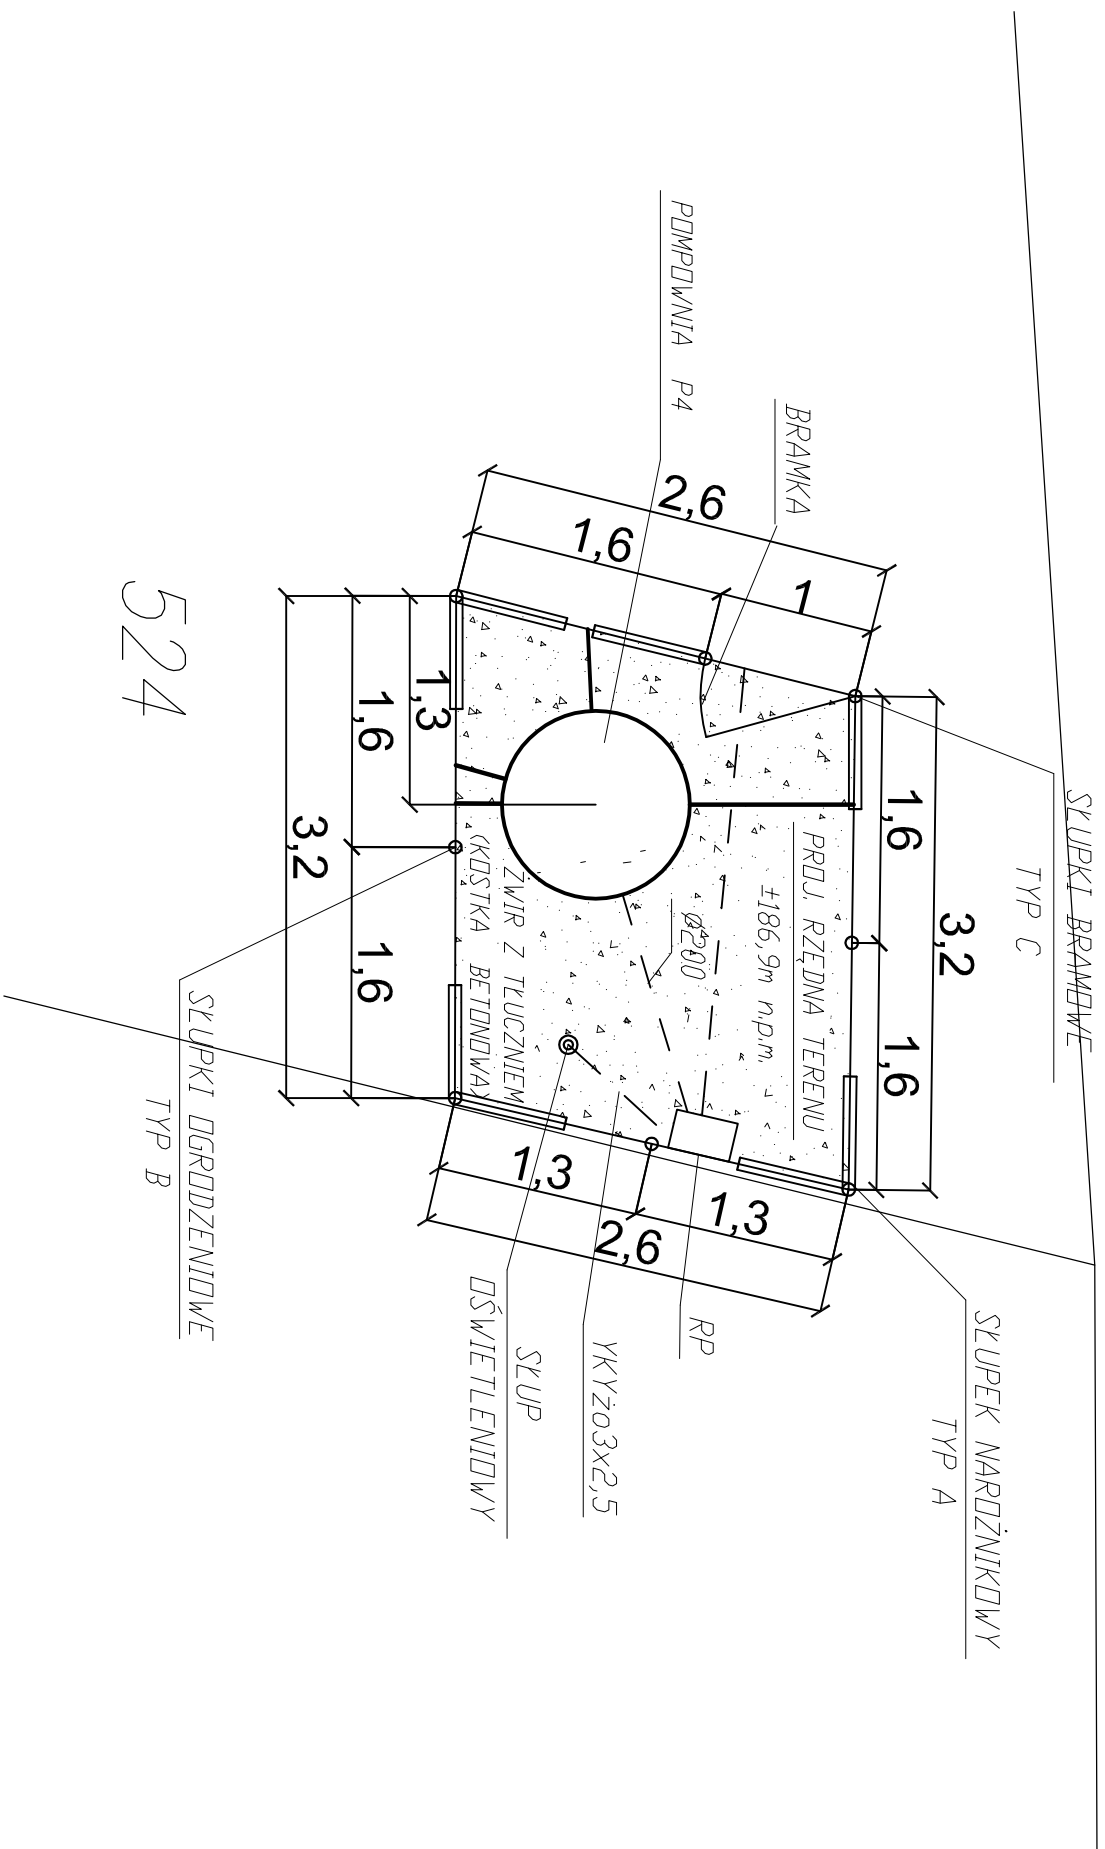 SŁUPKI BRAMOWE
TYP C
3,2
1,6
1,6
BRAMKA
POMPOWNIA P4
2,6
1,6
1
PROJ. RZĘDNA TERENU
±186,9m n.p.m.
Ø200
ŻWIR Z TŁUCZNIEM
(KOSTKA BETONOWA)
1,3
1,6
1,6
3,2
1,3
1,3
2,6
SŁUPEK NAROŻNIKOWY
TYP A
RP
YKYżo3x2,5
SŁUP
OŚWIETLENIOWY
SŁUPKI OGRODZENIOWE
TYP B
524